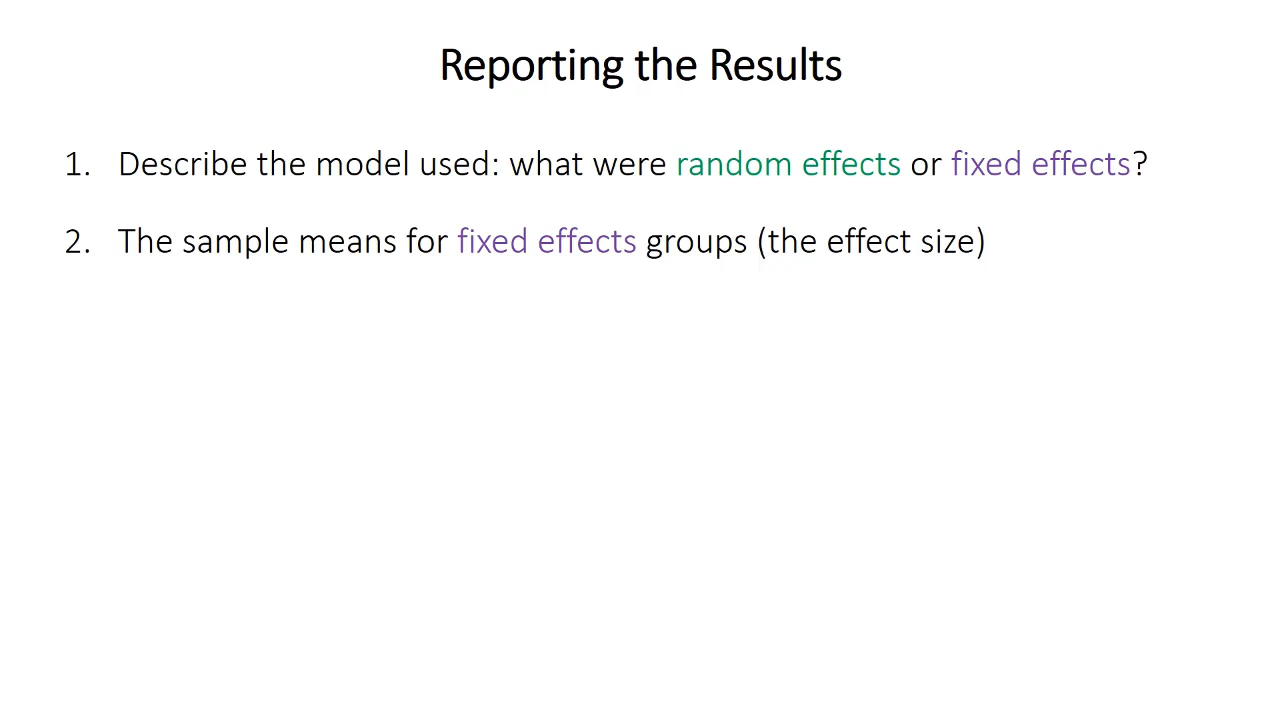 Reporting the Results
1. Describe the model used: what were random effects or fixed effects?
2. The sample means for fixed effects groups (the effect size)